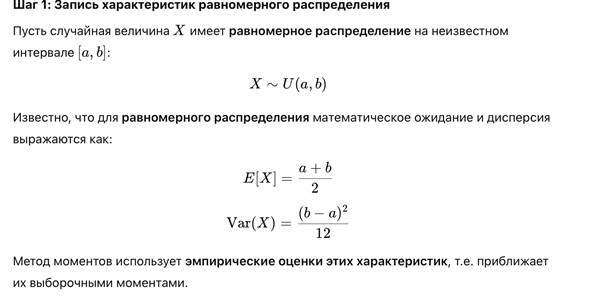 Шаг 1: Запись характеристик равномерного распределения
Пусть случайная величина X имеет равномерное распределение на неизвестном
интервале [a, b]:
X ∼ U(a, b)
Известно, что для равномерного распределения математическое ожидание и дисперсия
выражаются как:
E[X] = (a + b) / 2
Var(X) = (b − a)² / 12
Метод моментов использует эмпирические оценки этих характеристик, т.е. приближает
их выборочными моментами.